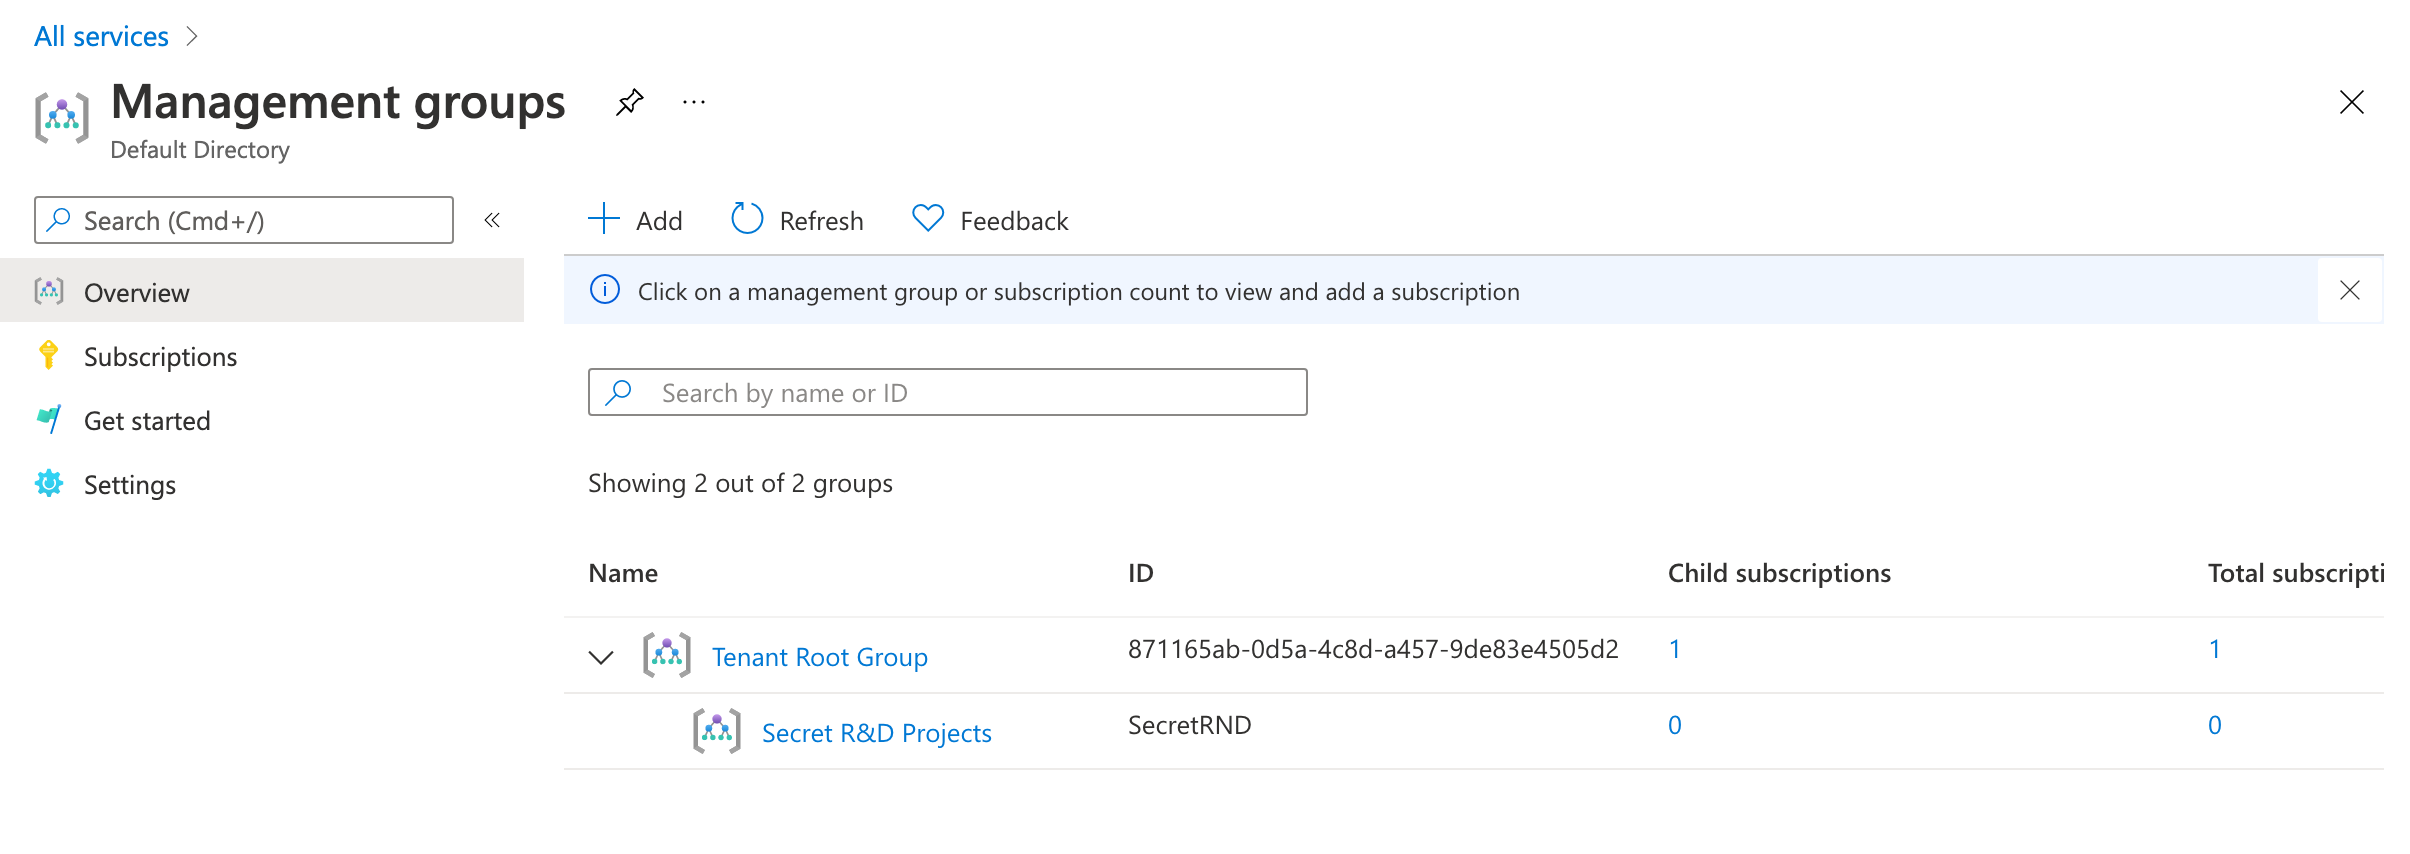 All services
Management groups
Default Directory
Search (Cmd+/)
Add Refresh Feedback
Overview
Click on a management group or subscription count to view and add a subscription
Subscriptions
Search by name or ID
Get started
Settings
Showing 2 out of 2 groups
Name ID Child subscriptions Total subscripti
Tenant Root Group 871165ab-0d5a-4c8d-a457-9de83e4505d2 1 1
Secret R&D Projects SecretRND 0 0